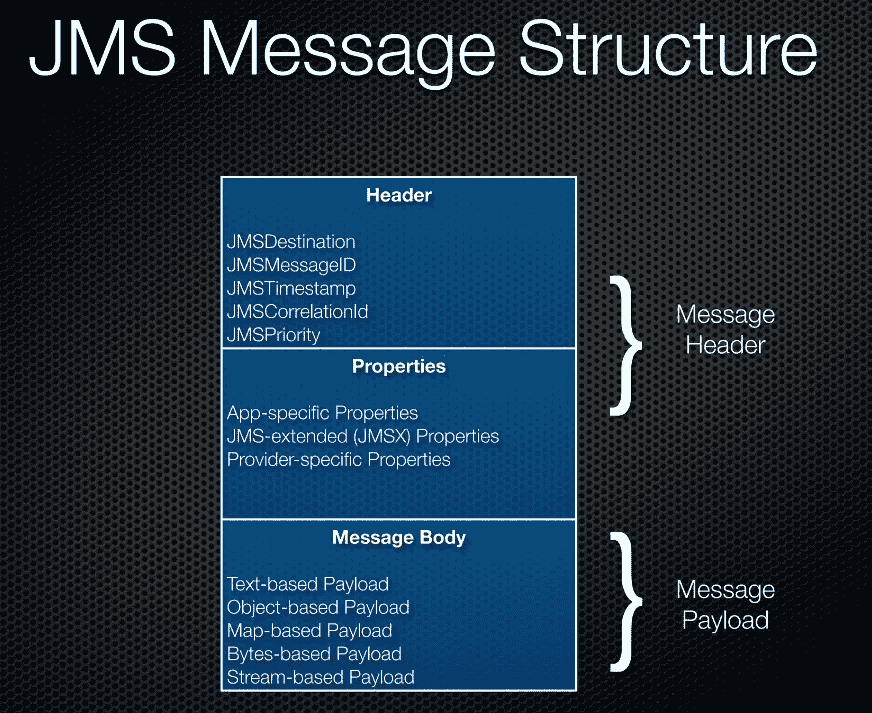 JMS Message Structure
Header
JMSDestination
JMSMessageID
JMSTimestamp
JMSCorrelationId
JMSPriority
Message
Header
Properties
App-specific Properties
JMS-extended (JMSX) Properties
Provider-specific Properties
Message Body
Text-based Payload
Object-based Payload
Map-based Payload
Bytes-based Payload
Stream-based Payload
Message
Payload